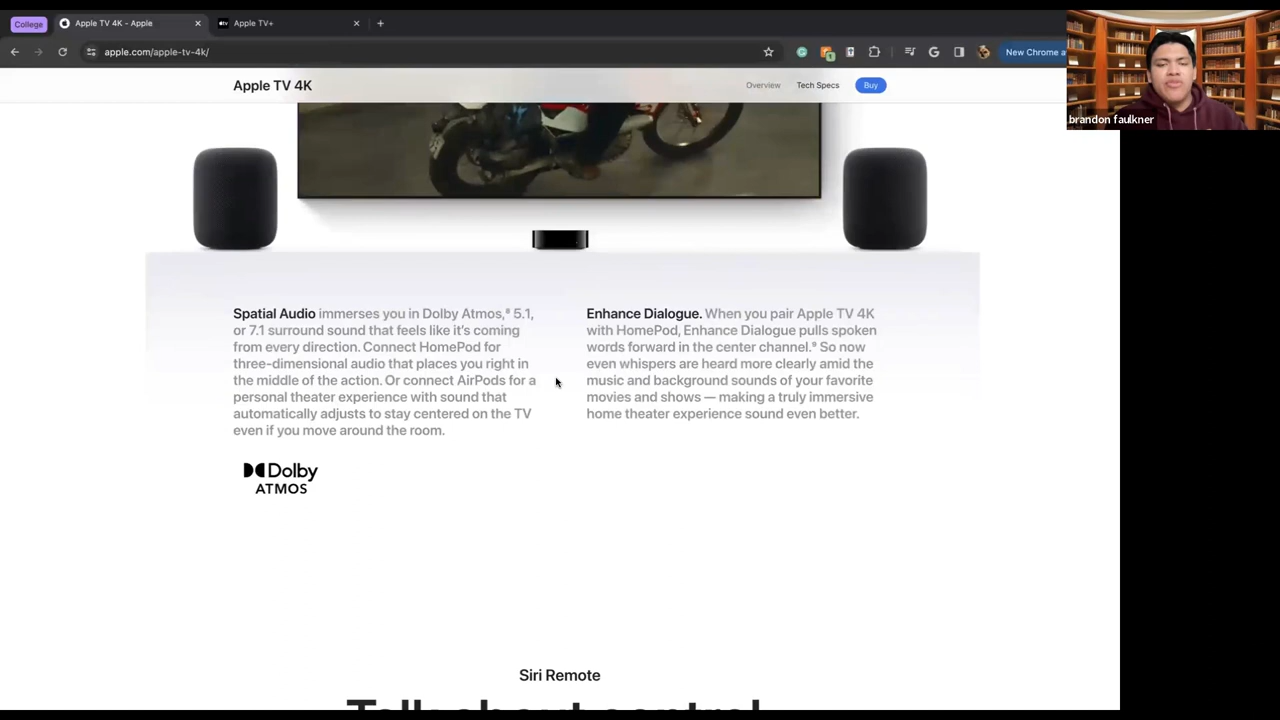 College
Apple TV 4K - Apple
Apple TV+
apple.com/apple-tv-4k/
New Chrome
brandon faulkner
Apple TV 4K
Overview
Tech Specs
Buy
Spatial Audio immerses you in Dolby Atmos,⁸ 5.1,
or 7.1 surround sound that feels like it's coming
from every direction. Connect HomePod for
three-dimensional audio that places you right in
the middle of the action. Or connect AirPods for a
personal theater experience with sound that
automatically adjusts to stay centered on the TV
even if you move around the room.
Enhance Dialogue. When you pair Apple TV 4K
with HomePod, Enhance Dialogue pulls spoken
words forward in the center channel.⁹ So now
even whispers are heard more clearly amid the
music and background sounds of your favorite
movies and shows — making a truly immersive
home theater experience sound even better.
Dolby
ATMOS
Siri Remote
Talk about control